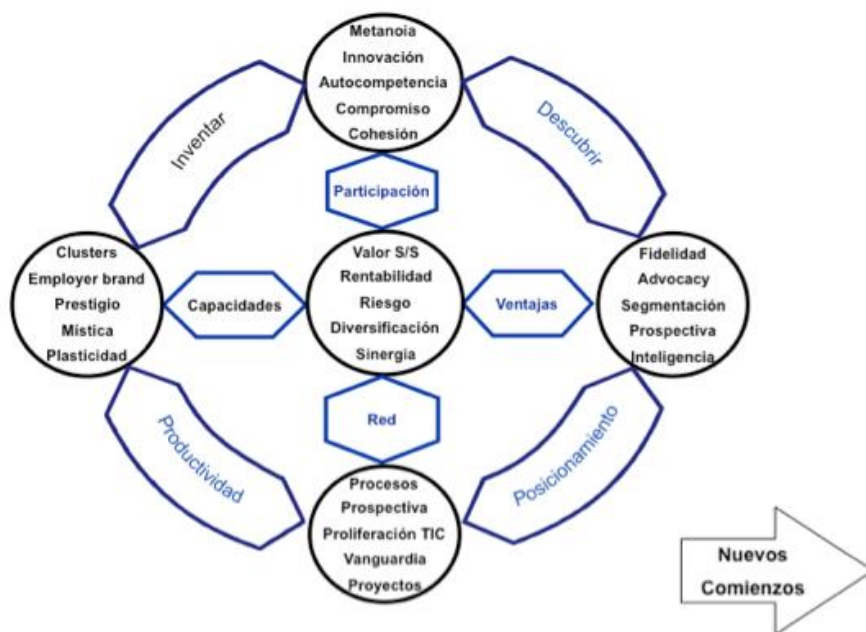 Metanoia
Innovación
Autocompetencia
Compromiso
Cohesión
Inventar
Descubrir
Participación
Clusters
Employer brand
Prestigio
Mística
Plasticidad
Capacidades
Valor S/S
Rentabilidad
Riesgo
Diversificación
Sinergia
Ventajas
Fidelidad
Advocacy
Segmentación
Prospectiva
Inteligencia
Productividad
Red
Posicionamiento
Procesos
Prospectiva
Proliferación TIC
Vanguardia
Proyectos
Nuevos
Comienzos